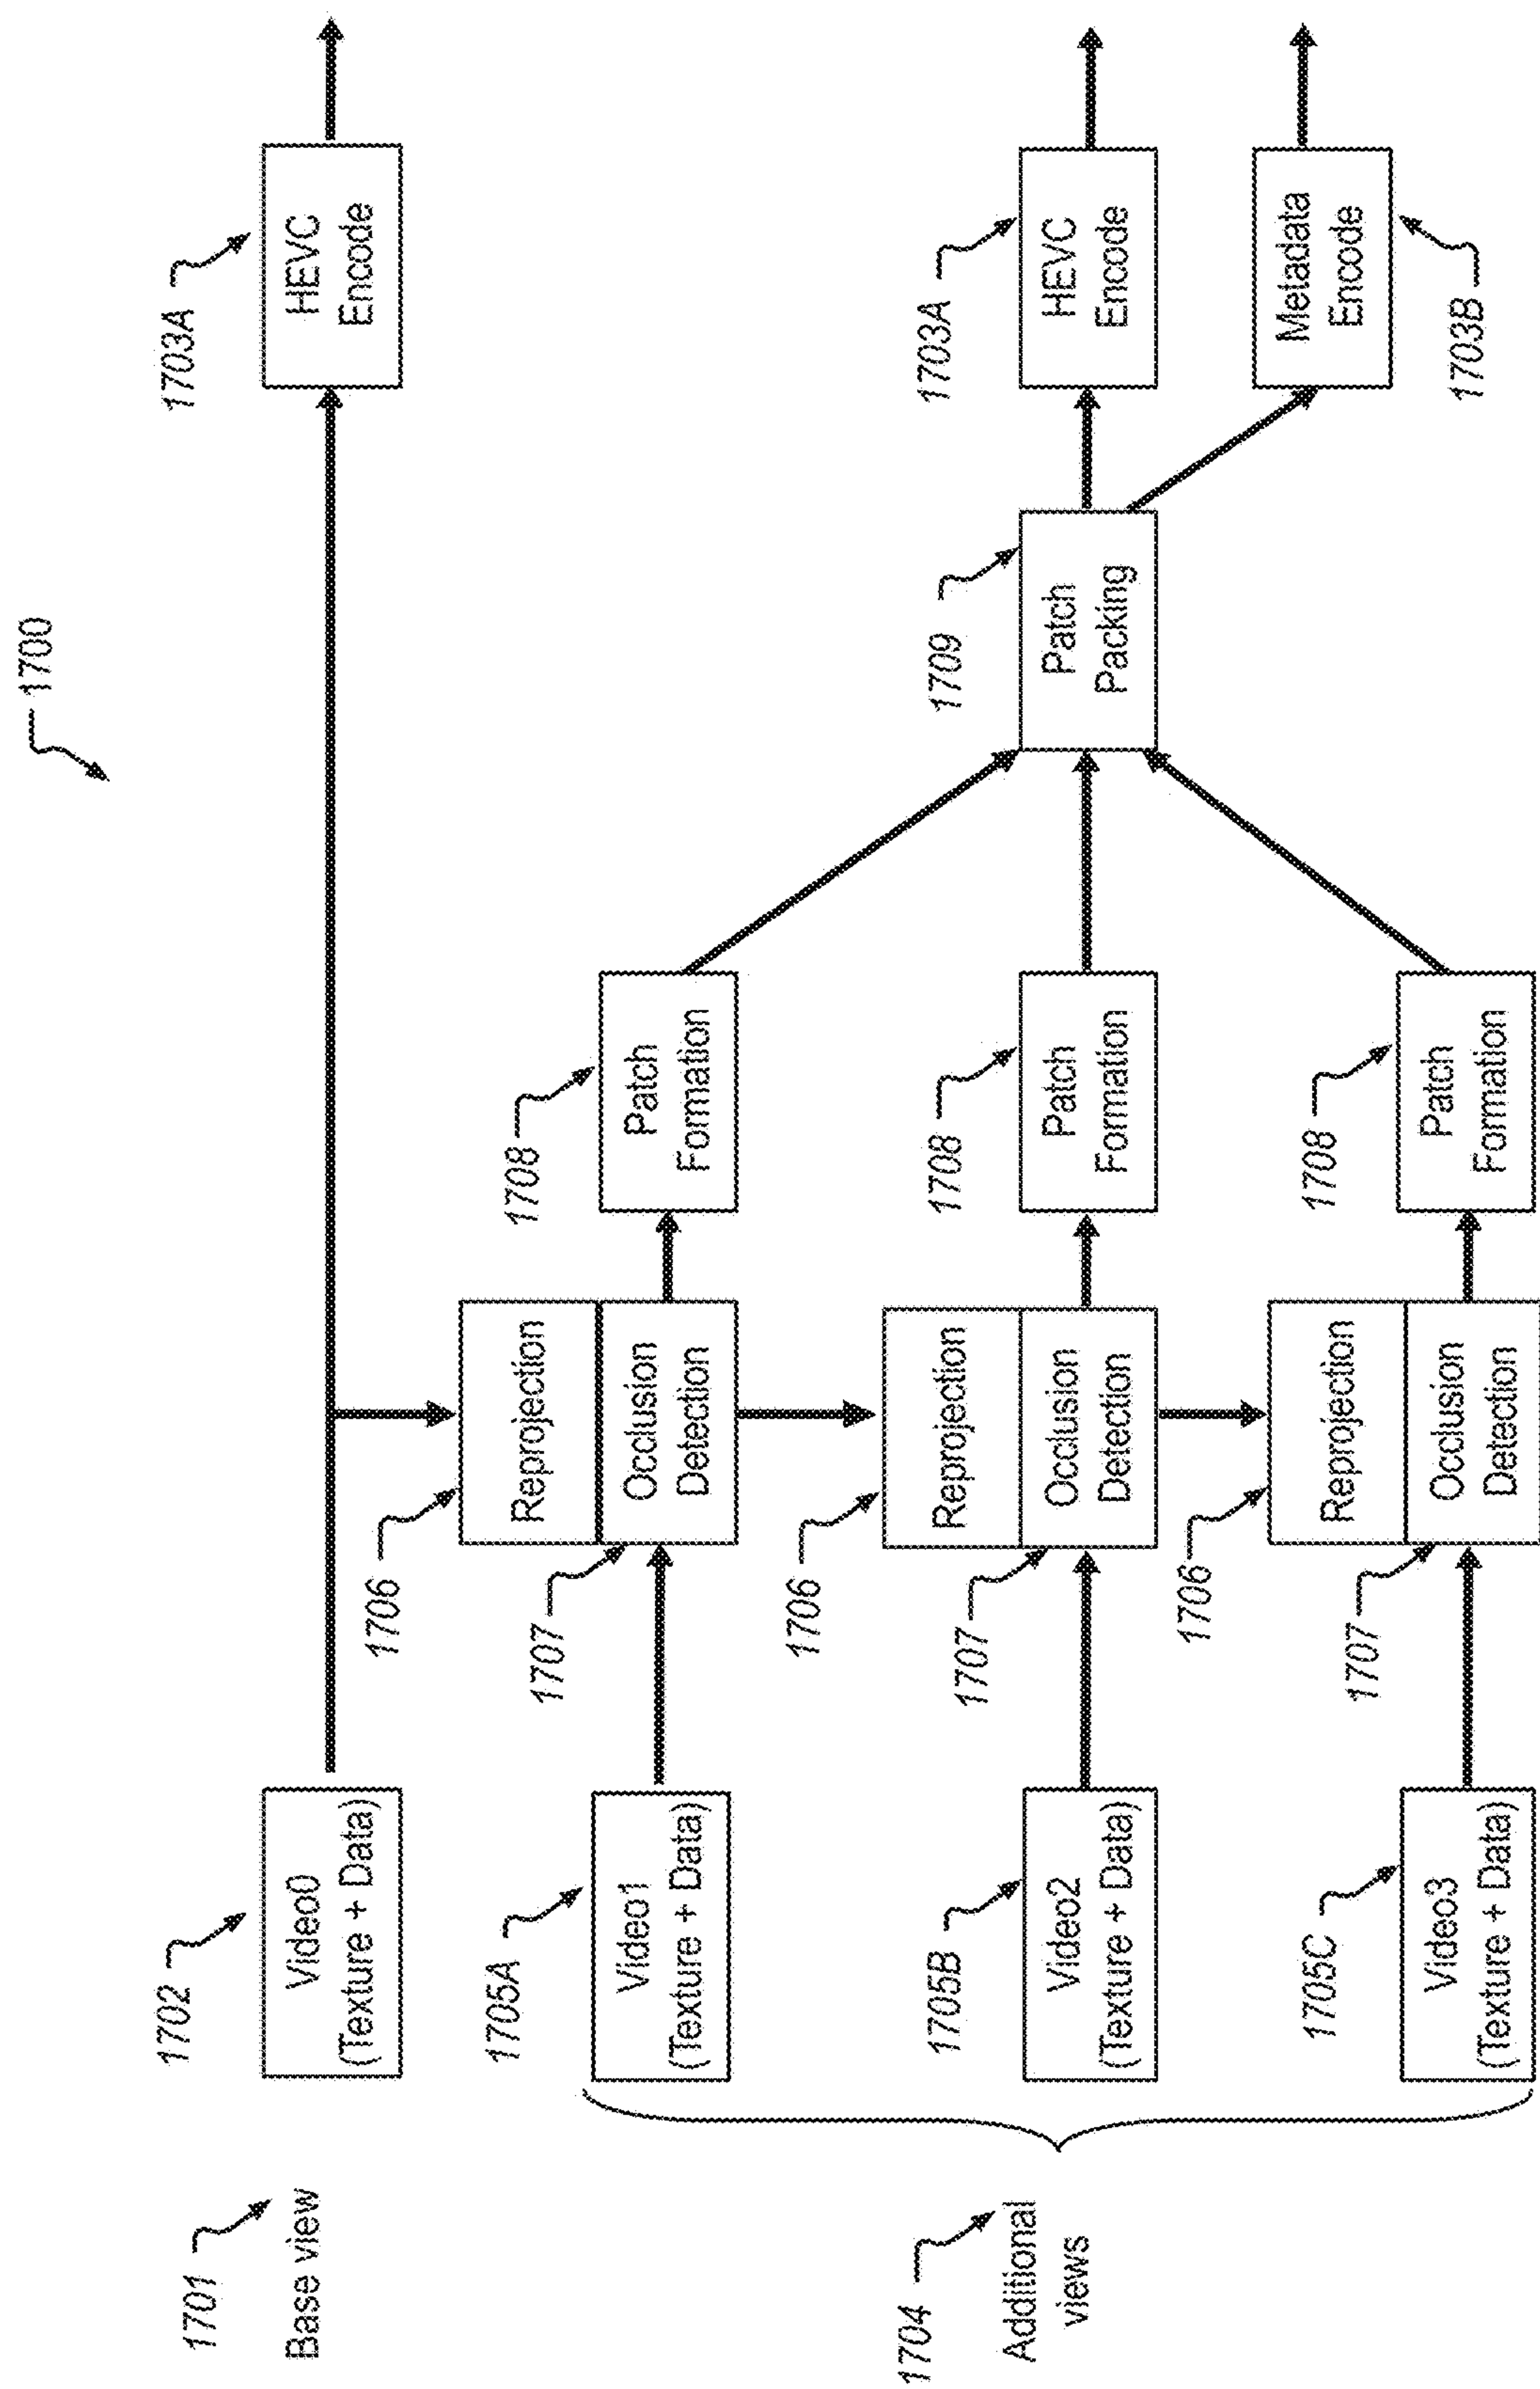 1700
1701
Base view
1702
Video0
(Texture + Data)
1703A
HEVC
Encode
1704
Additional
views
1705A
Video1
(Texture + Data)
1706
Reprojection
1707
Occlusion
Detection
1708
Patch
Formation
1705B
Video2
(Texture + Data)
1706
Reprojection
1707
Occlusion
Detection
1708
Patch
Formation
1709
Patch
Packing
1703A
HEVC
Encode
Metadata
Encode
1703B
1705C
Video3
(Texture + Data)
1706
Reprojection
1707
Occlusion
Detection
1708
Patch
Formation